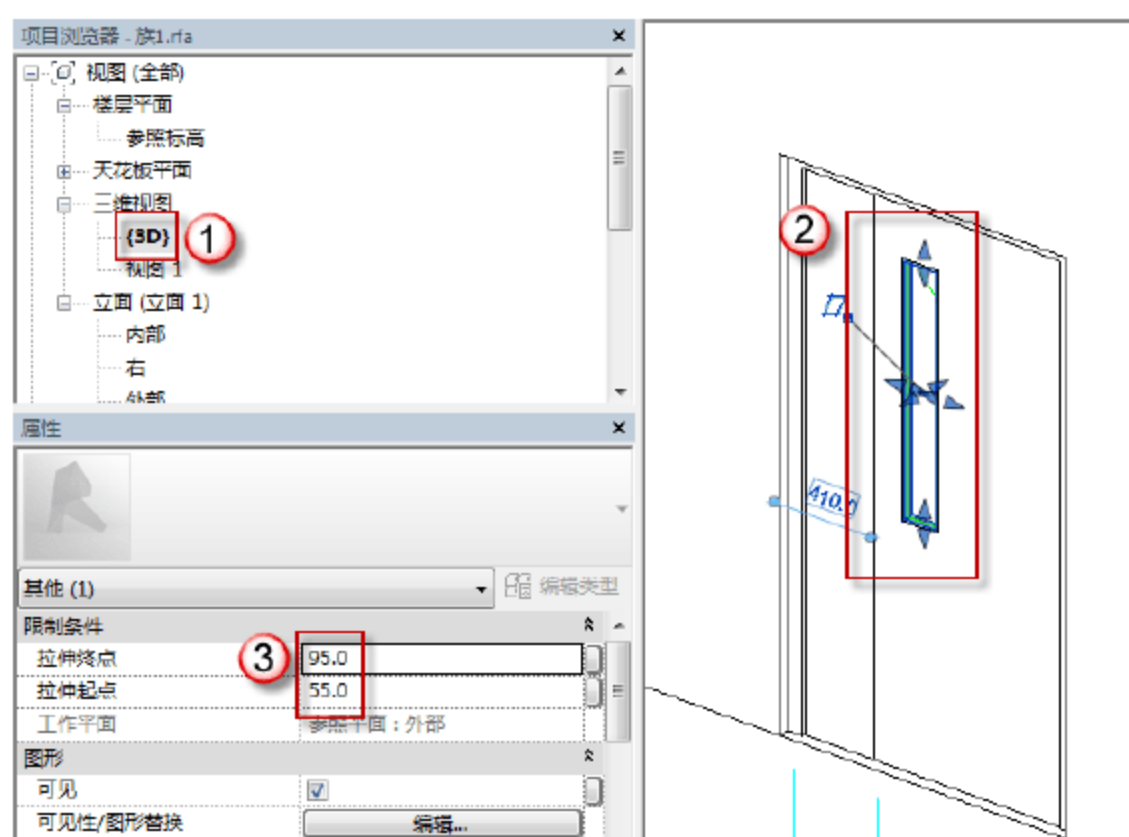 项目浏览器 - 族1.rfa
视图 (全部)
楼层平面
参照标高
天花板平面
三维视图
{3D}
1
视图 1
立面 (立面 1)
内部
右
外部
属性
其他 (1)
编辑类型
限制条件
拉伸终点
95.0
3
拉伸起点
55.0
工作平面
参照平面 : 外部
图形
可见
可见性/图形替换
编辑...
2